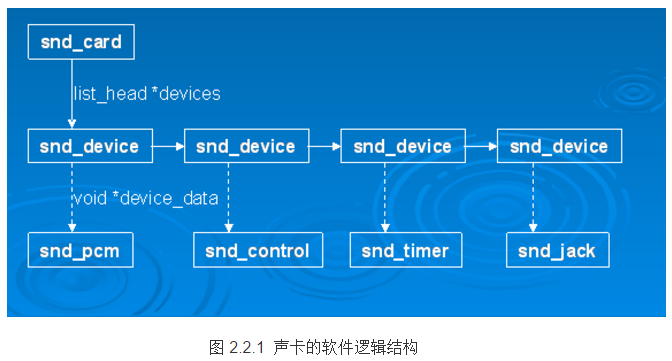 snd_card
list_head *devices
snd_device snd_device snd_device snd_device
void *device_data
snd_pcm snd_control snd_timer snd_jack
图 2.2.1 声卡的软件逻辑结构